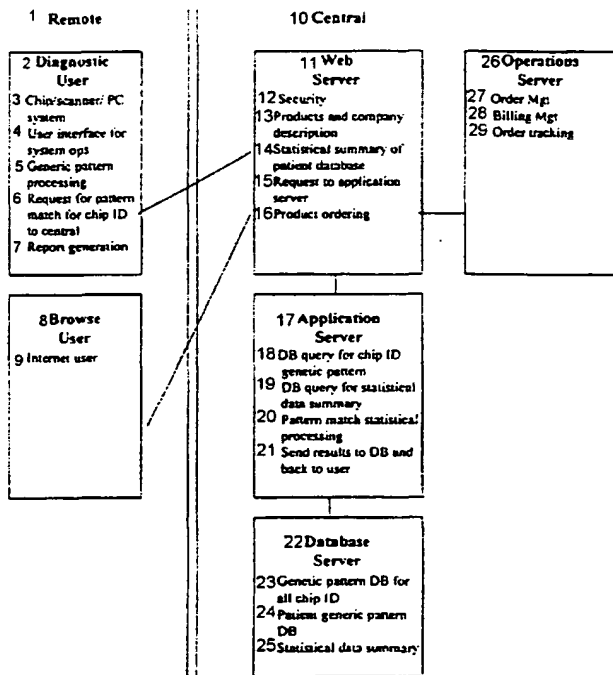 1 Remote
2 Diagnostic
User
3 Chip/scanner/ PC
system
4 User interface for
system ops
5 Generic pattern
processing
6 Request for pattern
match for chip ID
to central
7 Report generation
8 Browse
User
9 Internet user
10 Central
11 Web
Server
12 Security
13 Products and company
description
14 Statistical summary of
patient database
15 Request to application
server
16 Product ordering
17 Application
Server
18 DB query for chip ID
genetic pattern
19 DB query for statistical
data summary
20 Pattern match statistical
processing
21 Send results to DB and
back to user
22 Database
Server
23 Genetic pattern DB for
all chip ID
24 Patient generic pattern
DB
25 Statistical data summary
26 Operations
Server
27 Order Mgt
28 Billing Mgt
29 Order tracking